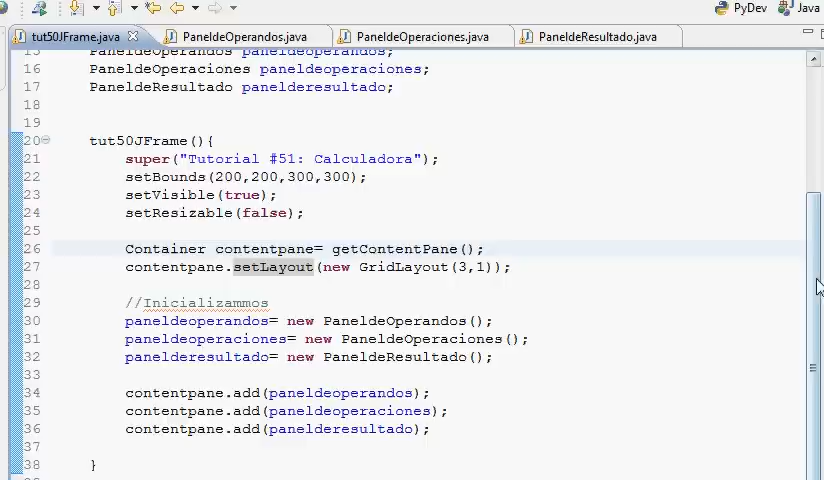 PyDev Java
tut50JFrame.java PaneldeOperandos.java PaneldeOperaciones.java PaneldeResultado.java
15 PaneldeOperandos paneldeoperandos;
16 PaneldeOperaciones paneldeoperaciones;
17 PaneldeResultado panelderesultado;
18
19
20 tut50JFrame(){
21 super("Tutorial #51: Calculadora");
22 setBounds(200,200,300,300);
23 setVisible(true);
24 setResizable(false);
25
26 Container contentpane= getContentPane();
27 contentpane.setLayout(new GridLayout(3,1));
28
29 //Inicializammos
30 paneldeoperandos= new PaneldeOperandos();
31 paneldeoperaciones= new PaneldeOperaciones();
32 panelderesultado= new PaneldeResultado();
33
34 contentpane.add(paneldeoperandos);
35 contentpane.add(paneldeoperaciones);
36 contentpane.add(panelderesultado);
37
38 }